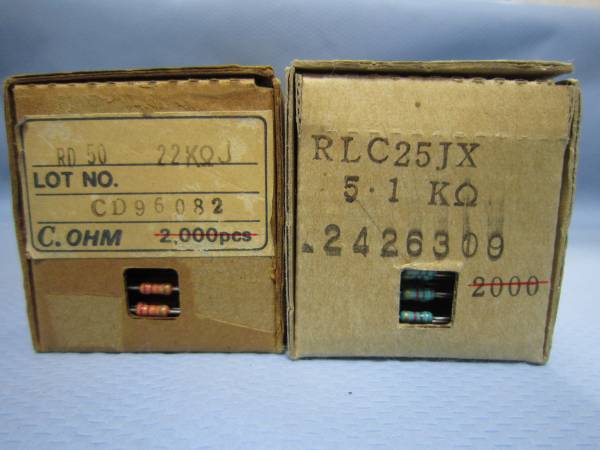 RD 50 22KΩJ
LOT NO.
CD96082
C. OHM 2,000pcs
RLC25JX
5.1 KΩ
.2426309
2000